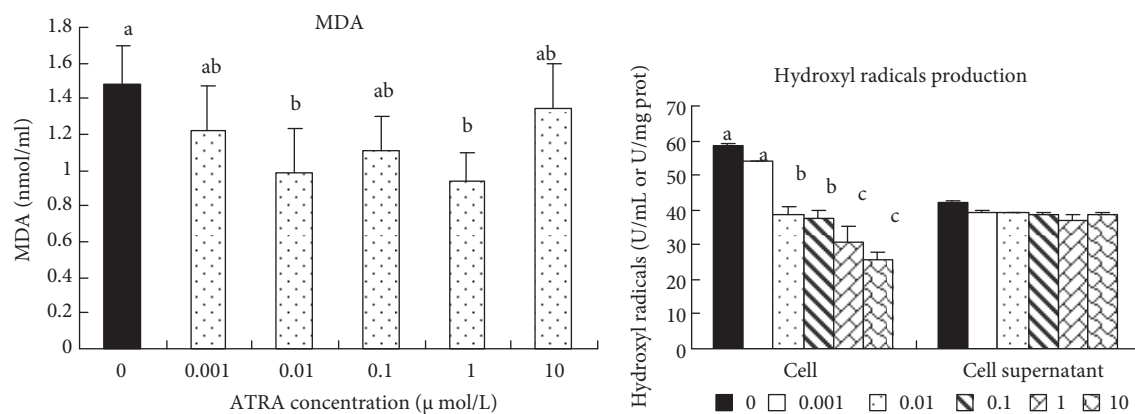 MDA
MDA (nmol/ml)
1.8
1.6
1.4
1.2
1
0.8
0.6
0.4
0.2
0
a
ab
b
ab
b
ab
0 0.001 0.01 0.1 1 10
ATRA concentration (μ mol/L)
Hydroxyl radicals production
Hydroxyl radicals (U/mL or U/mg prot)
70
60
50
40
30
20
10
0
a
a
b
b
c
c
Cell Cell supernatant
0 0.001 0.01 0.1 1 10